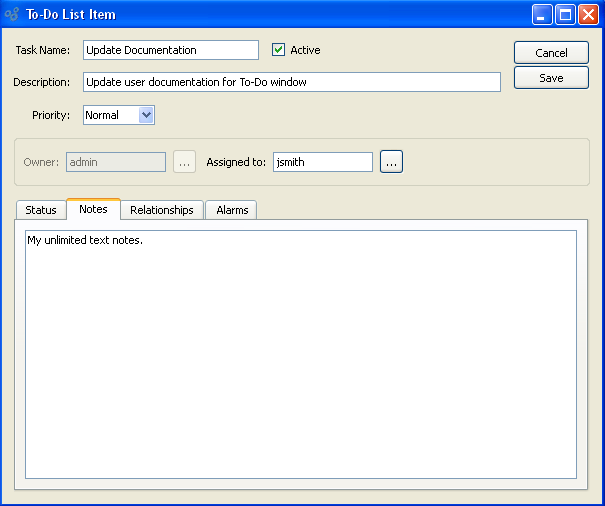 To-Do List Item
Task Name: Update Documentation Active Cancel
Save
Description: Update user documentation for To-Do window
Priority: Normal
Owner: admin ... Assigned to: jsmith ...
Status Notes Relationships Alarms
My unlimited text notes.